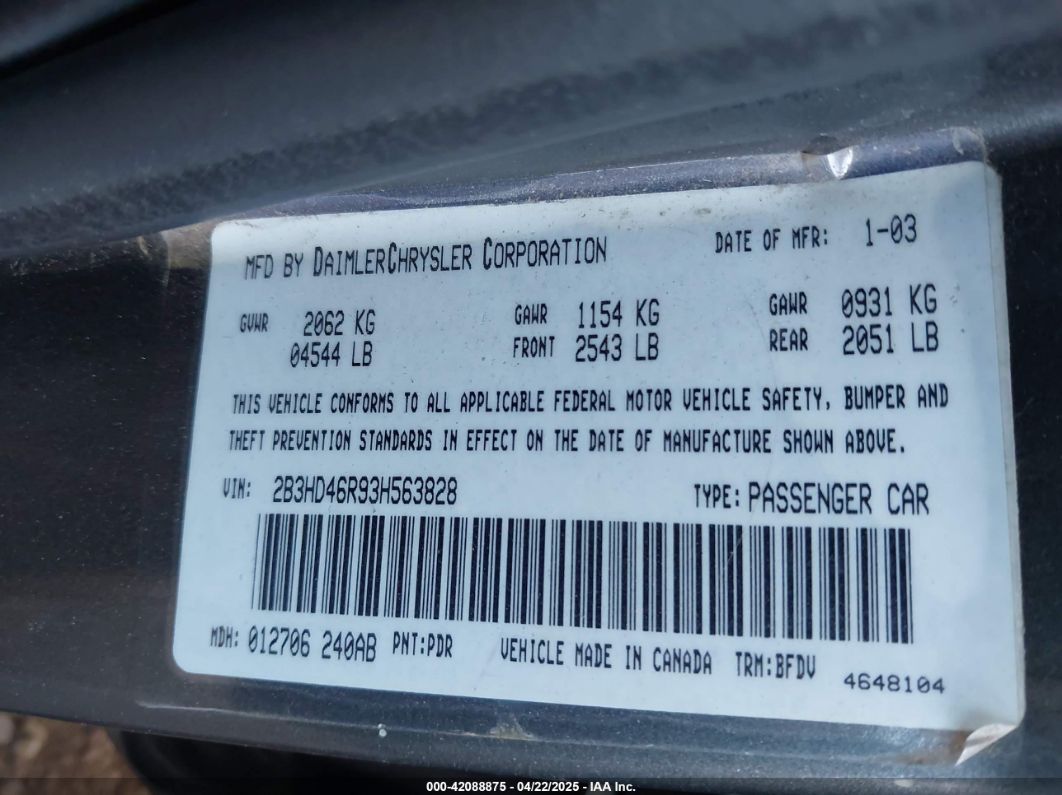 MFD BY DAIMLERCHRYSLER CORPORATION DATE OF MFR: 1-03
GVWR 2062 KG GAWR 1154 KG GAWR 0931 KG
04544 LB FRONT 2543 LB REAR 2051 LB
THIS VEHICLE CONFORMS TO ALL APPLICABLE FEDERAL MOTOR VEHICLE SAFETY, BUMPER AND
THEFT PREVENTION STANDARDS IN EFFECT ON THE DATE OF MANUFACTURE SHOWN ABOVE.
VIN: 2B3HD46R93H563828 TYPE: PASSENGER CAR
MDH: 012706 240AB PNT:PDR VEHICLE MADE IN CANADA TRM:BFDV 4648104
000-42088875 - 04/22/2025 - IAA Inc.